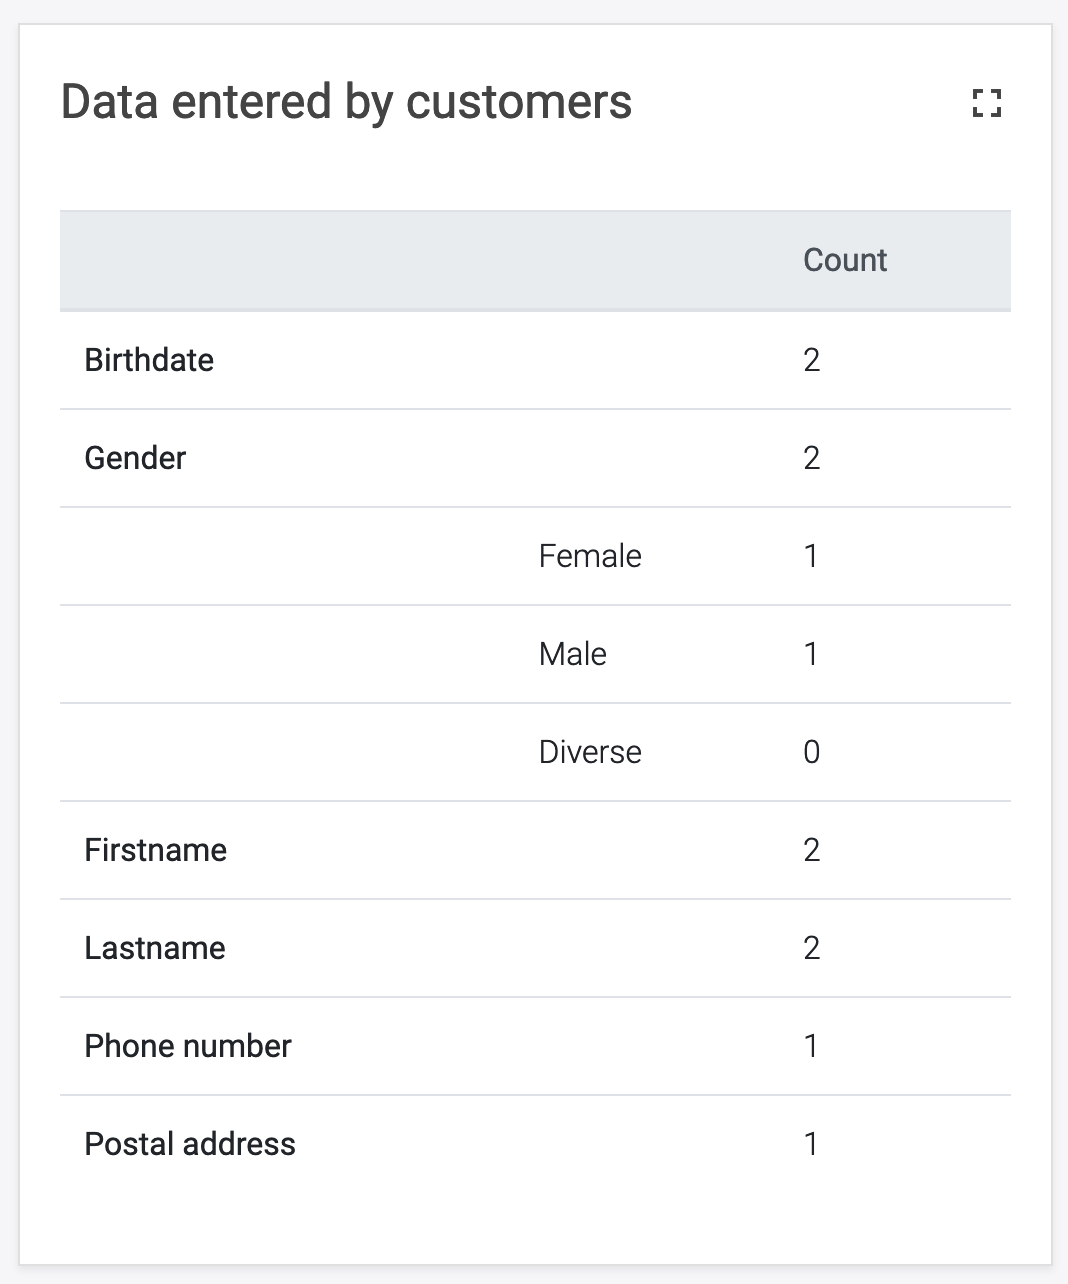 Data entered by customers
Count
Birthdate 2
Gender 2
Female 1
Male 1
Diverse 0
Firstname 2
Lastname 2
Phone number 1
Postal address 1